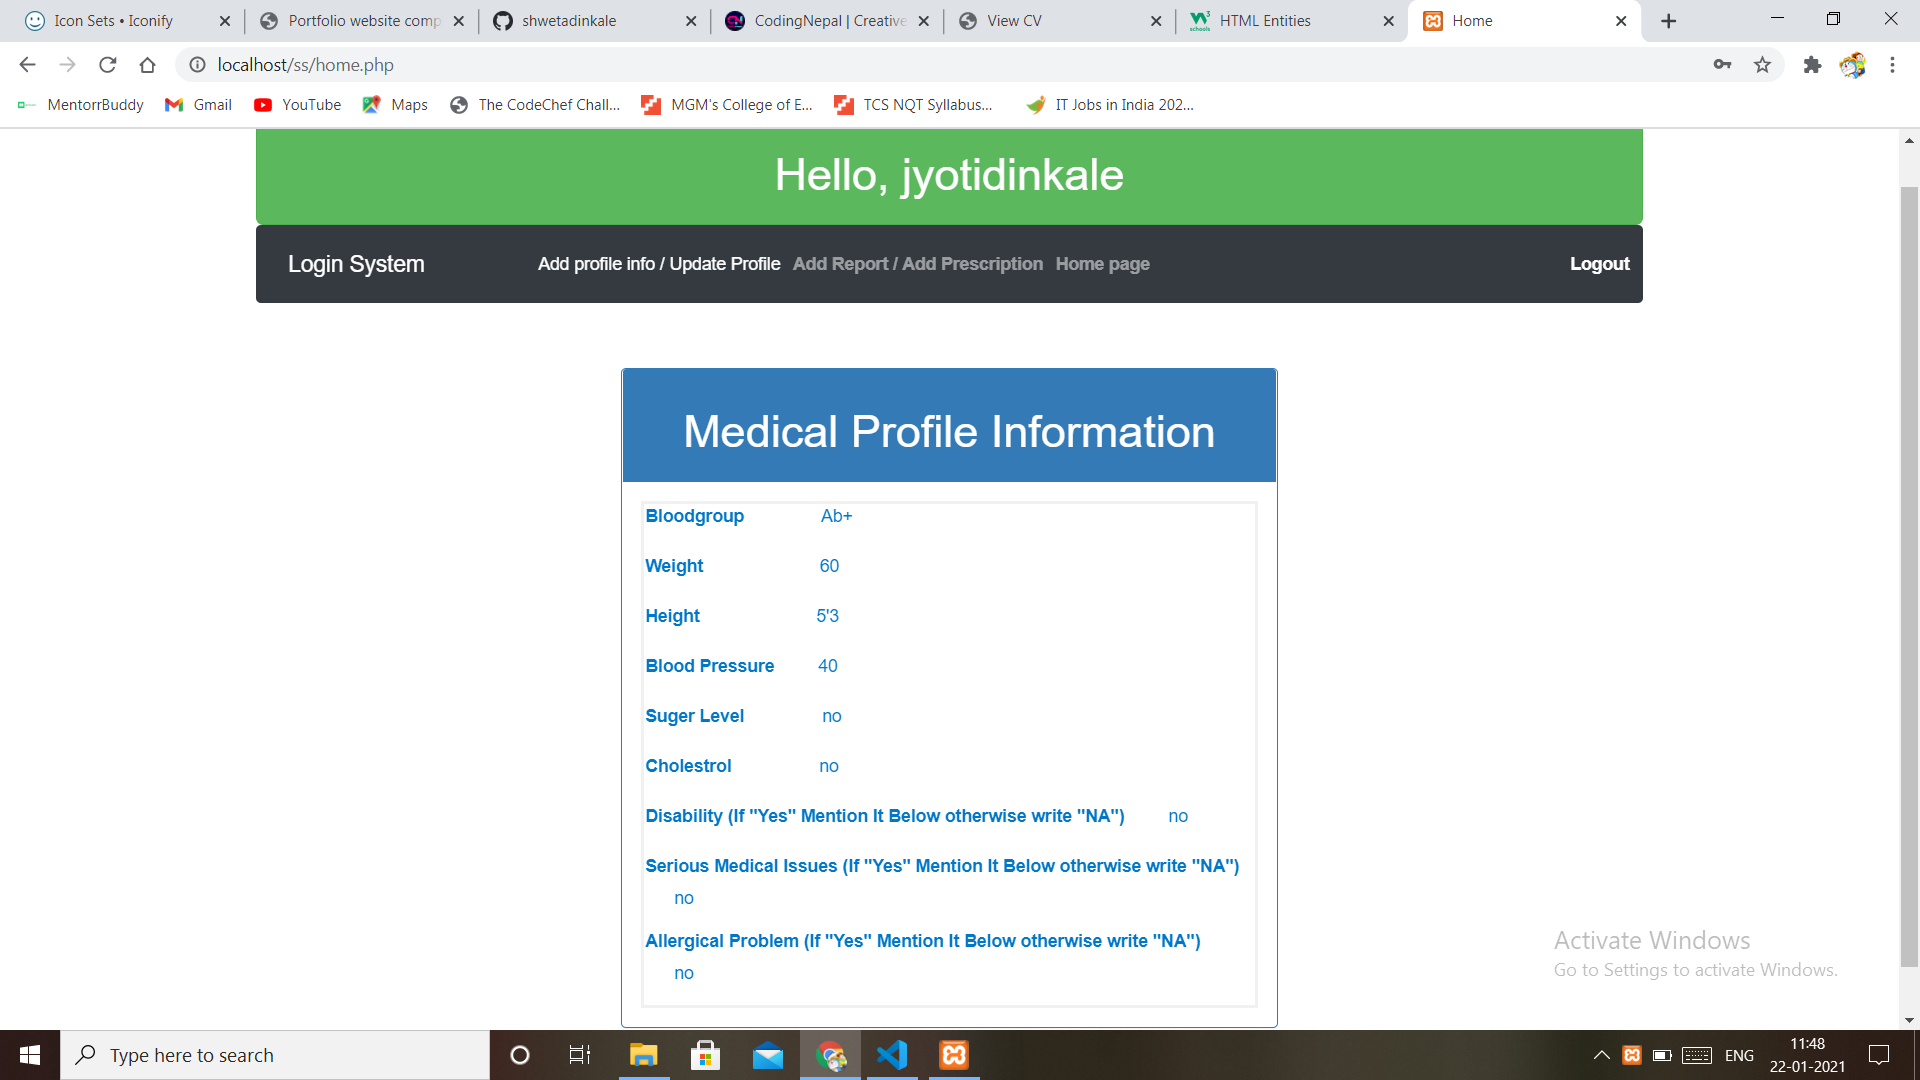 Icon Sets • Iconify
Portfolio website comp
shwetadinkale
CodingNepal | Creative
View CV
HTML Entities
Home
localhost/ss/home.php
MentorrBuddy
Gmail
YouTube
Maps
The CodeChef Chall...
MGM's College of E...
TCS NQT Syllabus...
IT Jobs in India 202...
Hello, jyotidinkale
Login System
Add profile info / Update Profile
Add Report / Add Prescription
Home page
Logout
Medical Profile Information
Bloodgroup Ab+
Weight 60
Height 5'3
Blood Pressure 40
Suger Level no
Cholestrol no
Disability (If "Yes" Mention It Below otherwise write "NA") no
Serious Medical Issues (If "Yes" Mention It Below otherwise write "NA")
no
Allergical Problem (If "Yes" Mention It Below otherwise write "NA")
no
Activate Windows
Go to Settings to activate Windows.
Type here to search
ENG
11:48
22-01-2021